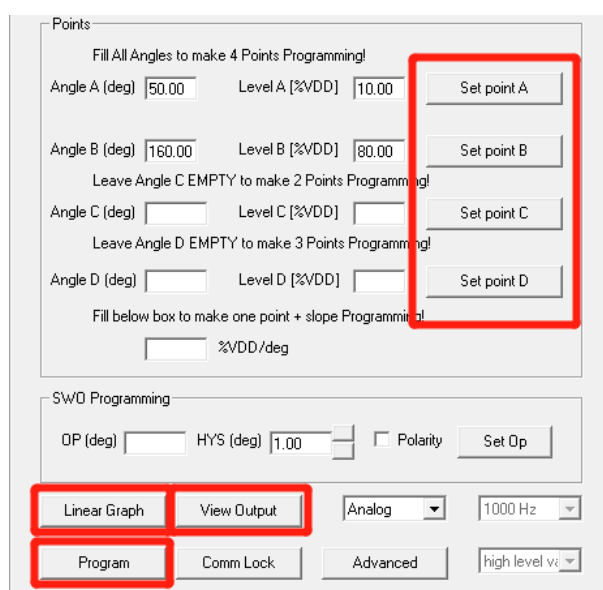 Points
Fill All Angles to make 4 Points Programming!
Angle A (deg) 50.00 Level A [%VDD] 10.00 Set point A
Angle B (deg) 160.00 Level B [%VDD] 80.00 Set point B
Leave Angle C EMPTY to make 2 Points Programming!
Angle C (deg) Level C [%VDD] Set point C
Leave Angle D EMPTY to make 3 Points Programming!
Angle D (deg) Level D [%VDD] Set point D
Fill below box to make one point + slope Programming!
%VDD/deg
SWO Programming
OP (deg) HYS (deg) 1.00 Polarity Set Op
Linear Graph View Output Analog 1000 Hz
Program Comm Lock Advanced high level